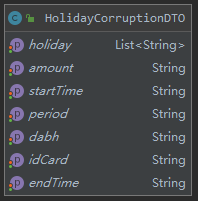 HolidayCorruptionDTO
holiday List<String>
amount String
startTime String
period String
dabh String
idCard String
endTime String